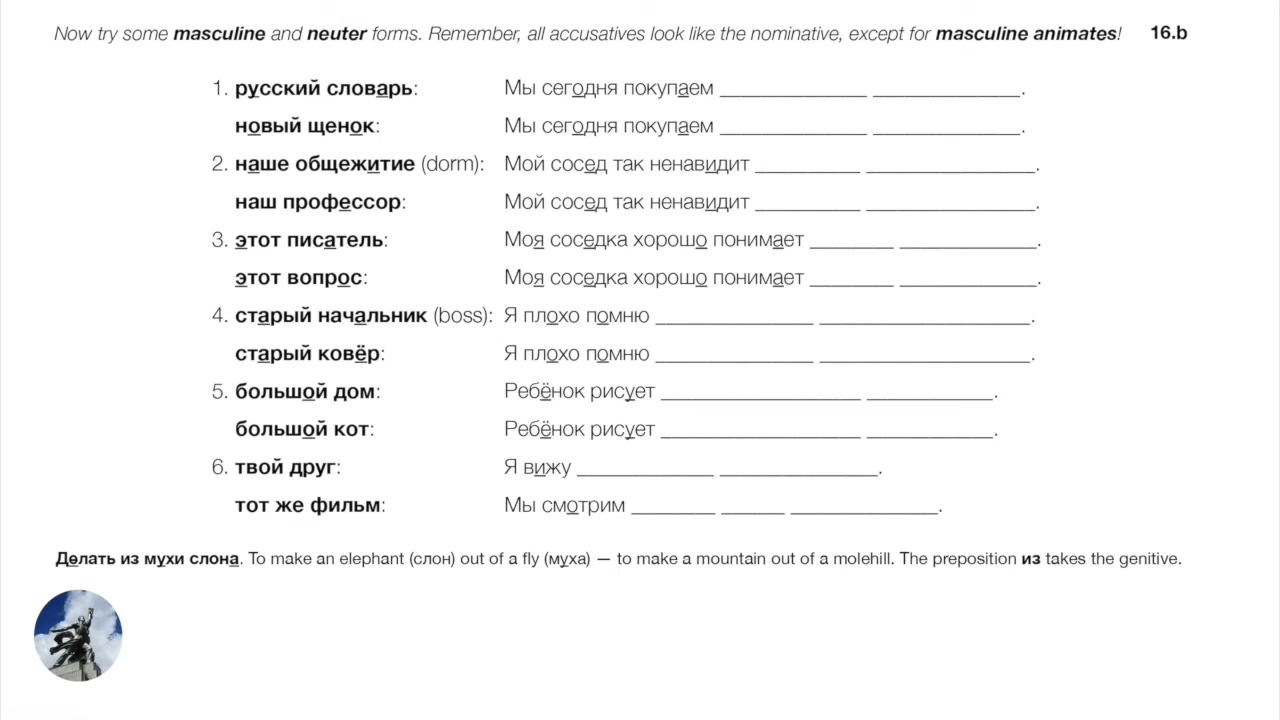 Now try some masculine and neuter forms. Remember, all accusatives look like the nominative, except for masculine animates! 16.b
1. русский словарь: Мы сегодня покупаем ______________ ______________.
новый щенок: Мы сегодня покупаем ______________ ______________.
2. наше общежитие (dorm): Мой сосед так ненавидит __________ ________________.
наш профессор: Мой сосед так ненавидит __________ ________________.
3. этот писатель: Моя соседка хорошо понимает ________ _____________.
этот вопрос: Моя соседка хорошо понимает ________ _____________.
4. старый начальник (boss): Я плохо помню _______________ ____________________.
старый ковёр: Я плохо помню _______________ ____________________.
5. большой дом: Ребёнок рисует ___________________ ____________.
большой кот: Ребёнок рисует ___________________ ____________.
6. твой друг: Я вижу _____________ _______________.
тот же фильм: Мы смотрим ________ ______ ______________.
Делать из мухи слона. To make an elephant (слон) out of a fly (муха) — to make a mountain out of a molehill. The preposition из takes the genitive.